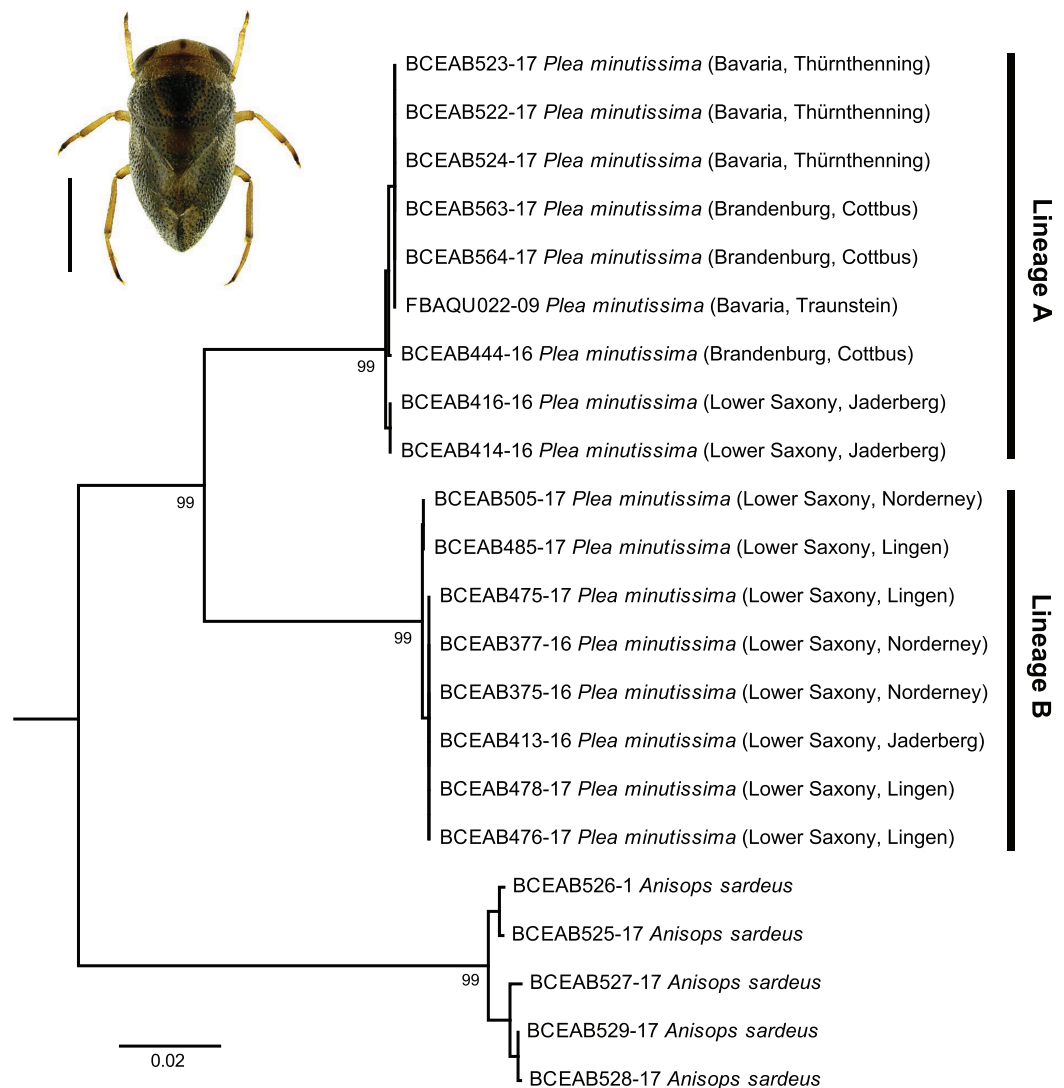 BCEAB523-17 Plea minutissima (Bavaria, Thürnthenning)
BCEAB522-17 Plea minutissima (Bavaria, Thürnthenning)
BCEAB524-17 Plea minutissima (Bavaria, Thürnthenning)
BCEAB563-17 Plea minutissima (Brandenburg, Cottbus)
BCEAB564-17 Plea minutissima (Brandenburg, Cottbus)
FBAQU022-09 Plea minutissima (Bavaria, Traunstein)
BCEAB444-16 Plea minutissima (Brandenburg, Cottbus)
BCEAB416-16 Plea minutissima (Lower Saxony, Jaderberg)
BCEAB414-16 Plea minutissima (Lower Saxony, Jaderberg)
Lineage A
99
99
BCEAB505-17 Plea minutissima (Lower Saxony, Norderney)
BCEAB485-17 Plea minutissima (Lower Saxony, Lingen)
BCEAB475-17 Plea minutissima (Lower Saxony, Lingen)
BCEAB377-16 Plea minutissima (Lower Saxony, Norderney)
BCEAB375-16 Plea minutissima (Lower Saxony, Norderney)
BCEAB413-16 Plea minutissima (Lower Saxony, Jaderberg)
BCEAB478-17 Plea minutissima (Lower Saxony, Lingen)
BCEAB476-17 Plea minutissima (Lower Saxony, Lingen)
Lineage B
99
BCEAB526-1 Anisops sardeus
BCEAB525-17 Anisops sardeus
BCEAB527-17 Anisops sardeus
BCEAB529-17 Anisops sardeus
BCEAB528-17 Anisops sardeus
99
0.02